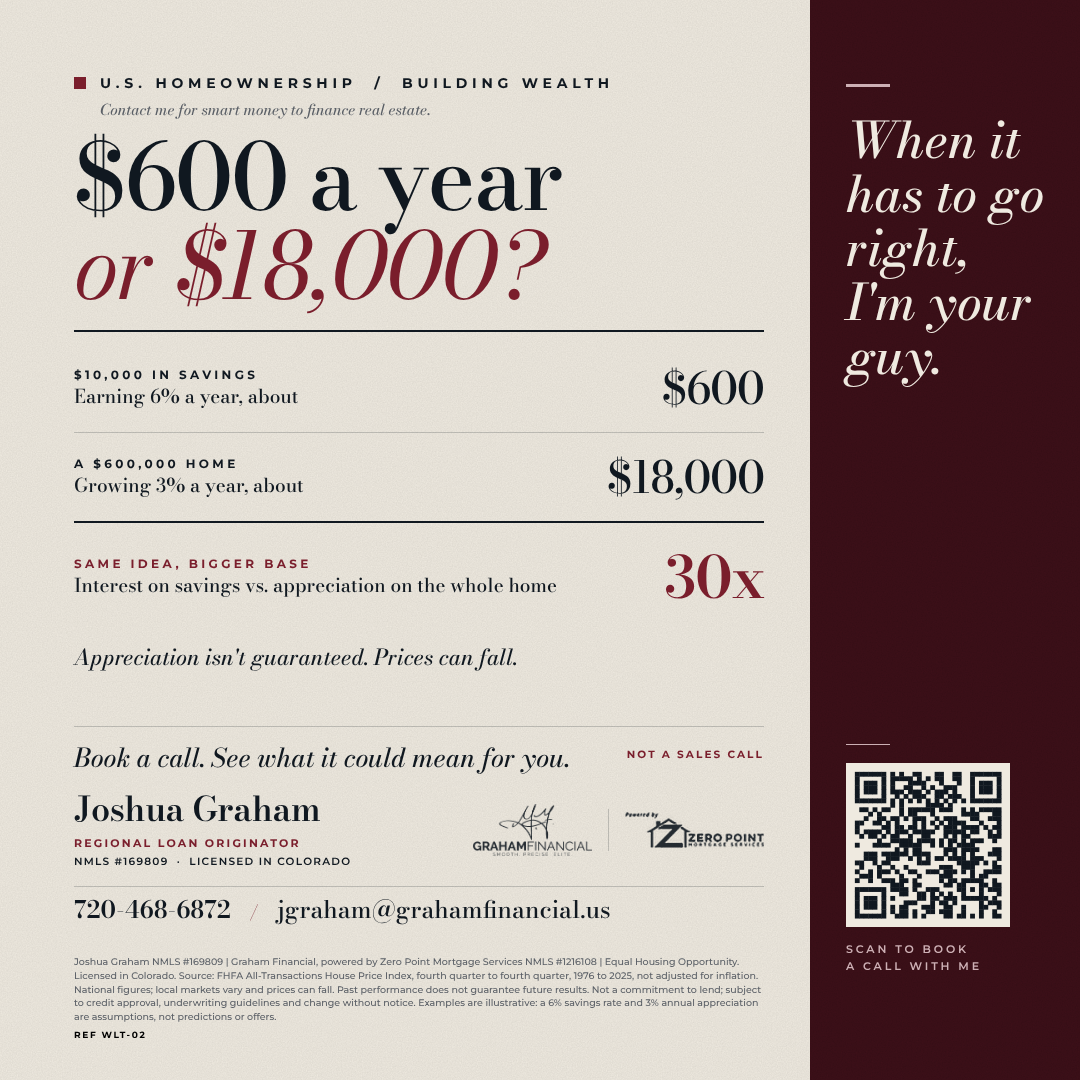 U.S. HOMEOWNERSHIP / BUILDING WEALTH
Contact me for smart money to finance real estate.
$600 a year
or $18,000?
$10,000 IN SAVINGS
Earning 6% a year, about
$600
A $600,000 HOME
Growing 3% a year, about
$18,000
SAME IDEA, BIGGER BASE
Interest on savings vs. appreciation on the whole home
30x
Appreciation isn't guaranteed. Prices can fall.
Book a call. See what it could mean for you.
NOT A SALES CALL
Joshua Graham
REGIONAL LOAN ORIGINATOR
NMLS #169809 · LICENSED IN COLORADO
GRAHAMFINANCIAL
SMOOTH. PRECISE. ELITE.
Powered by
ZERO POINT
MORTGAGE SERVICES
720-468-6872 / jgraham@grahamfinancial.us
Joshua Graham NMLS #169809 | Graham Financial, powered by Zero Point Mortgage Services NMLS #1216108 | Equal Housing Opportunity.
Licensed in Colorado. Source: FHFA All-Transactions House Price Index, fourth quarter to fourth quarter, 1976 to 2025, not adjusted for inflation.
National figures; local markets vary and prices can fall. Past performance does not guarantee future results. Not a commitment to lend; subject
to credit approval, underwriting guidelines and change without notice. Examples are illustrative: a 6% savings rate and 3% annual appreciation
are assumptions, not predictions or offers.
REF WLT-02
When it
has to go
right,
I'm your
guy.
SCAN TO BOOK
A CALL WITH ME